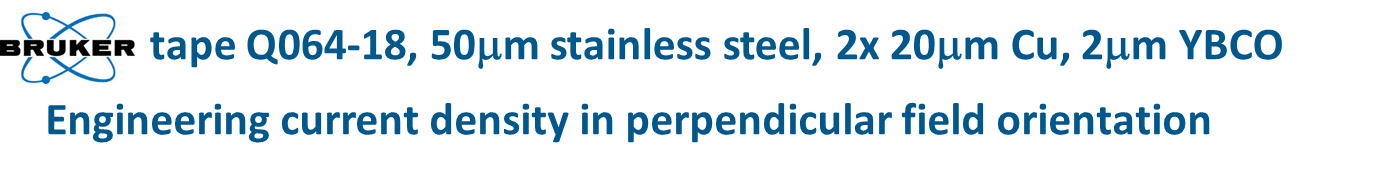 BRUKER tape Q064-18, 50μm stainless steel, 2x 20μm Cu, 2μm YBCO
Engineering current density in perpendicular field orientation